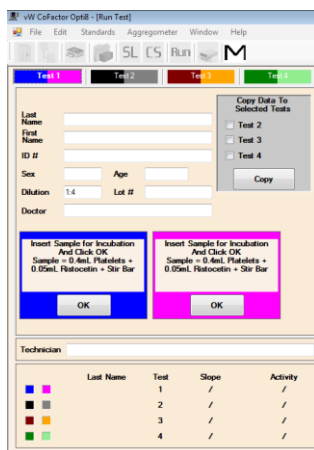 vW CoFactor Opti8 - [Run Test]
File Edit Standards Aggregometer Window Help
SL CS Run M
Test 1 Test 2 Test 3 Test 4
Copy Data To
Selected Tests
Last
Name
Test 2
First
Name
Test 3
ID #
Test 4
Sex Age
Copy
Dilution 1:4 Lot #
Doctor
Insert Sample for Incubation
And Click OK
Sample = 0.4mL Platelets +
0.05mL Ristocetin + Stir Bar
OK
Insert Sample for Incubation
And Click OK
Sample = 0.4mL Platelets +
0.05mL Ristocetin + Stir Bar
OK
Technician
Last Name Test Slope Activity
1 / /
2 / /
3 / /
4 / /